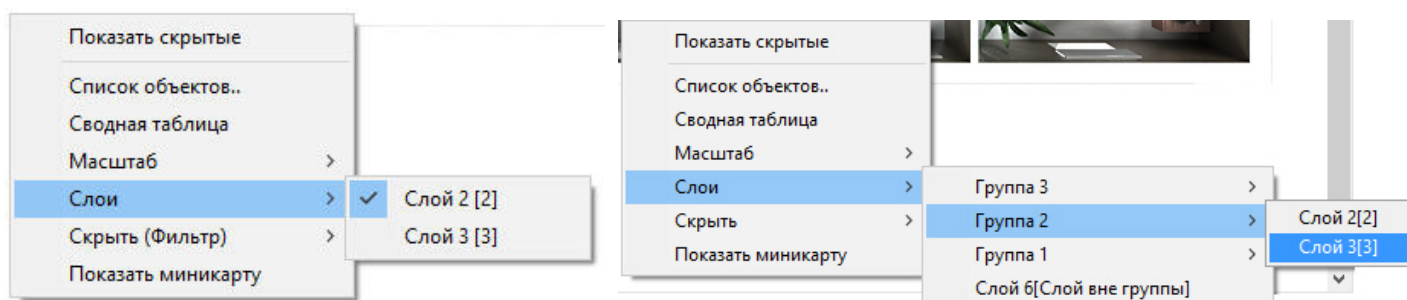 Показать скрытые
Список объектов..
Сводная таблица
Масштаб
Слои
Скрыть (Фильтр)
Показать миникарту
Слой 2 [2]
Слой 3 [3]
Показать скрытые
Список объектов..
Сводная таблица
Масштаб
Слои
Скрыть
Показать миникарту
Группа 3
Группа 2
Группа 1
Слой 6[Слой вне группы]
Слой 2[2]
Слой 3[3]